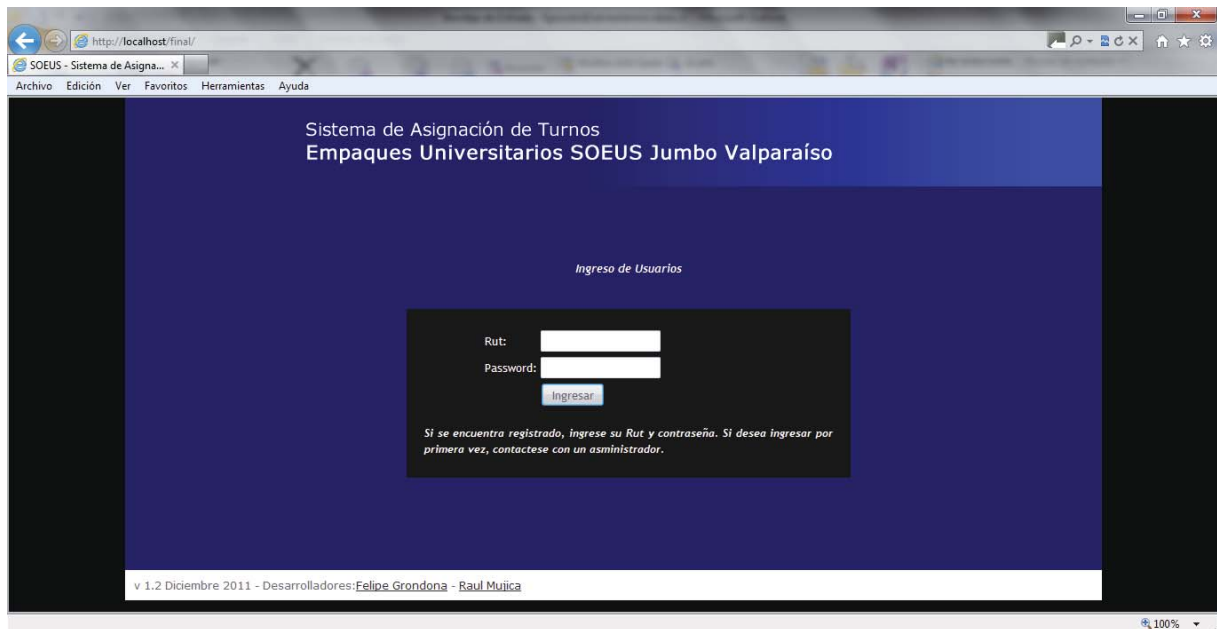 http://localhost/final/
SOEUS - Sistema de Asigna...
Archivo Edición Ver Favoritos Herramientas Ayuda
Sistema de Asignación de Turnos
Empaques Universitarios SOEUS Jumbo Valparaíso
Ingreso de Usuarios
Rut:
Password:
Ingresar
Si se encuentra registrado, ingrese su Rut y contraseña. Si desea ingresar por
primera vez, contactese con un asministrador.
v 1.2 Diciembre 2011 - Desarrolladores:Felipe Grondona - Raul Mujica
100%